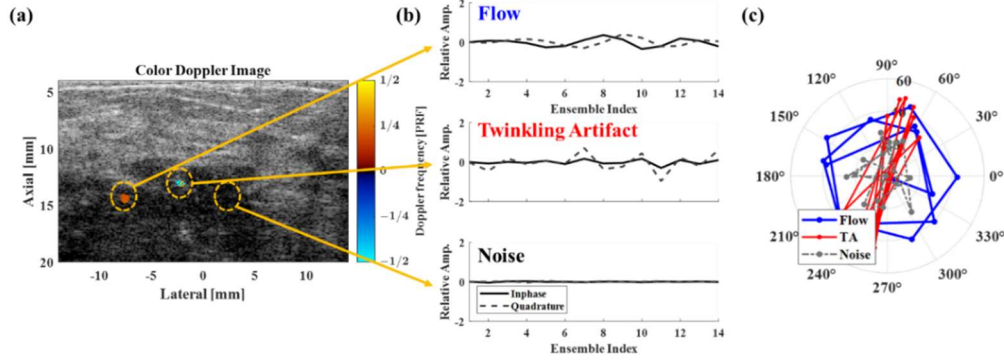 (a)
Color Doppler Image
5
10
15
20
Axial [mm]
-10
-5
0
5
10
Lateral [mm]
1/2
1/4
0
−1/4
−1/2
Doppler frequency [PRF]
(b)
Flow
2
0
-2
Relative Amp.
2 4 6 8 10 12 14
Ensemble Index
Twinkling Artifact
2
0
-2
Relative Amp.
2 4 6 8 10 12 14
Ensemble Index
Noise
2
0
-2
Relative Amp.
Inphase
Quadrature
2 4 6 8 10 12 14
Ensemble Index
(c)
90°
120°
60
60°
150°
30°
180°
0°
Flow
TA
Noise
210°
330°
240°
300°
270°